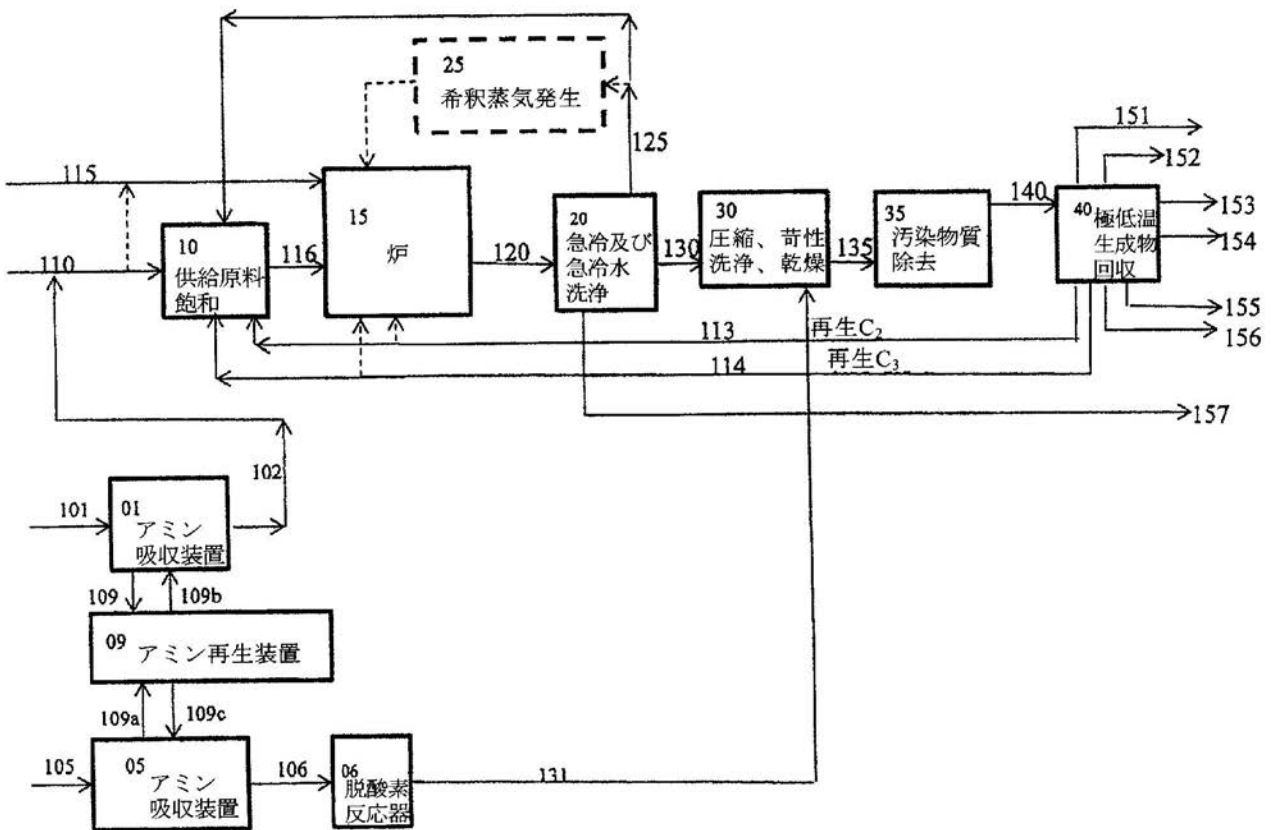 25
希釈蒸気発生
151
152
125
115
15
炉
140
153
154
10
供給原料
飽和
110
116
120
20
急冷及び
急冷水
洗浄
130
30
圧縮、苛性
洗浄、乾燥
135
35
汚染物質
除去
40
極低温
生成物
回収
155
156
113
再生C₂
114
再生C₃
157
102
101
01
アミン
吸収装置
109
109b
09
アミン再生装置
109a
109c
105
05
アミン
吸収装置
106
06
脱酸素
反応器
131